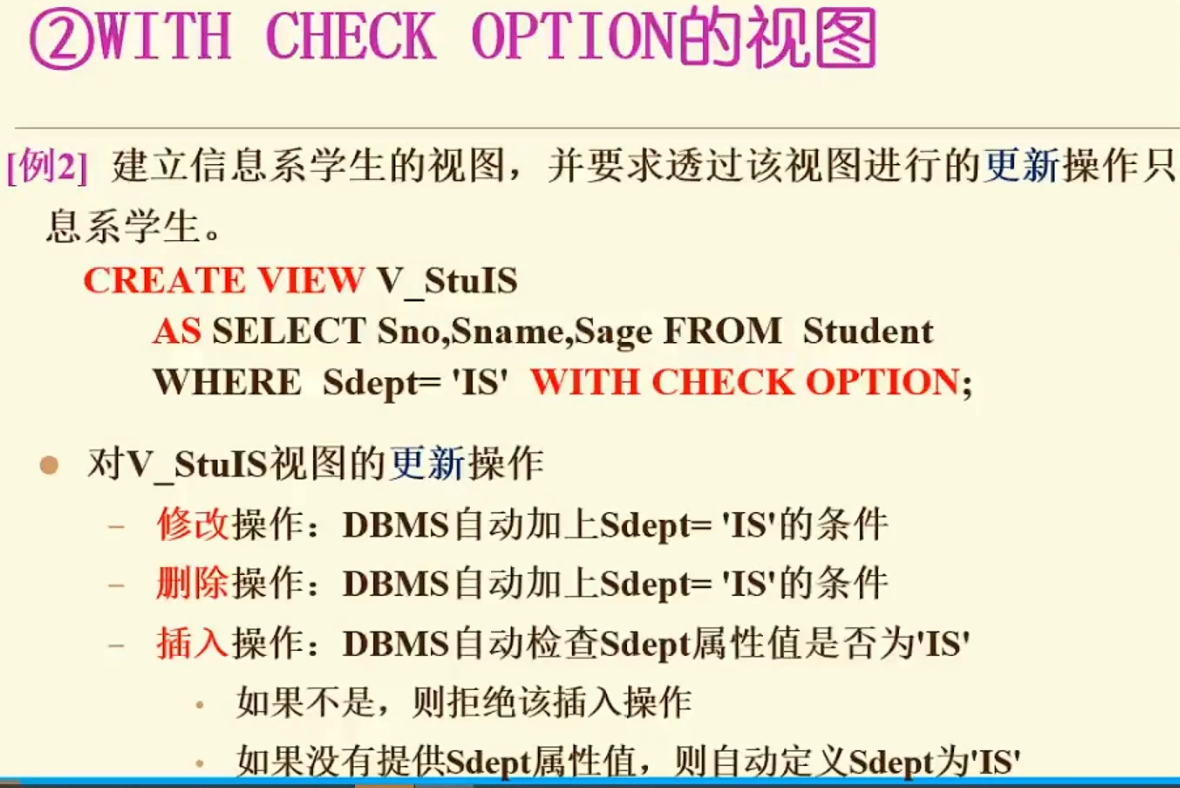 ②WITH CHECK OPTION的视图
[例2] 建立信息系学生的视图，并要求透过该视图进行的更新操作只
息系学生。
CREATE VIEW V_StuIS
AS SELECT Sno,Sname,Sage FROM Student
WHERE Sdept= 'IS' WITH CHECK OPTION;
● 对V_StuIS视图的更新操作
– 修改操作：DBMS自动加上Sdept= 'IS'的条件
– 删除操作：DBMS自动加上Sdept= 'IS'的条件
– 插入操作：DBMS自动检查Sdept属性值是否为'IS'
• 如果不是，则拒绝该插入操作
• 如果没有提供Sdept属性值，则自动定义Sdept为'IS'